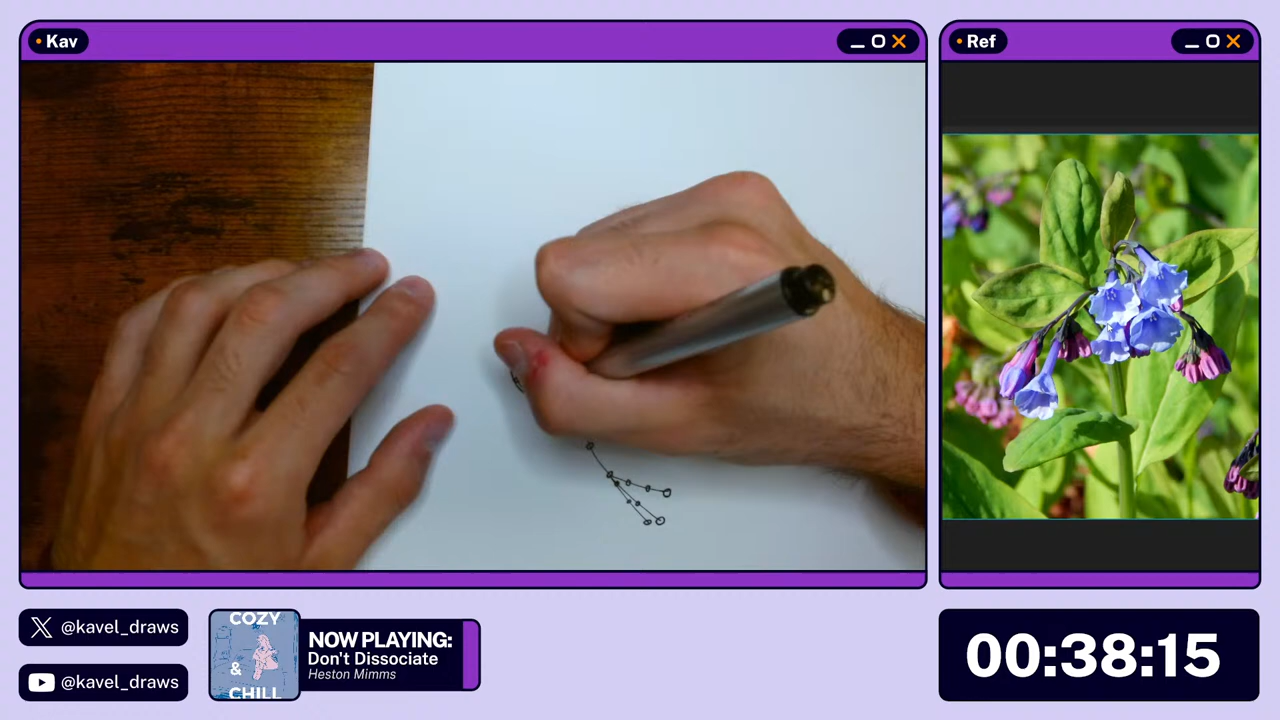 Kav
Ref
@kavel_draws
@kavel_draws
COZY
&
CHILL
NOW PLAYING:
Don't Dissociate
Heston Mimms
00:38:15